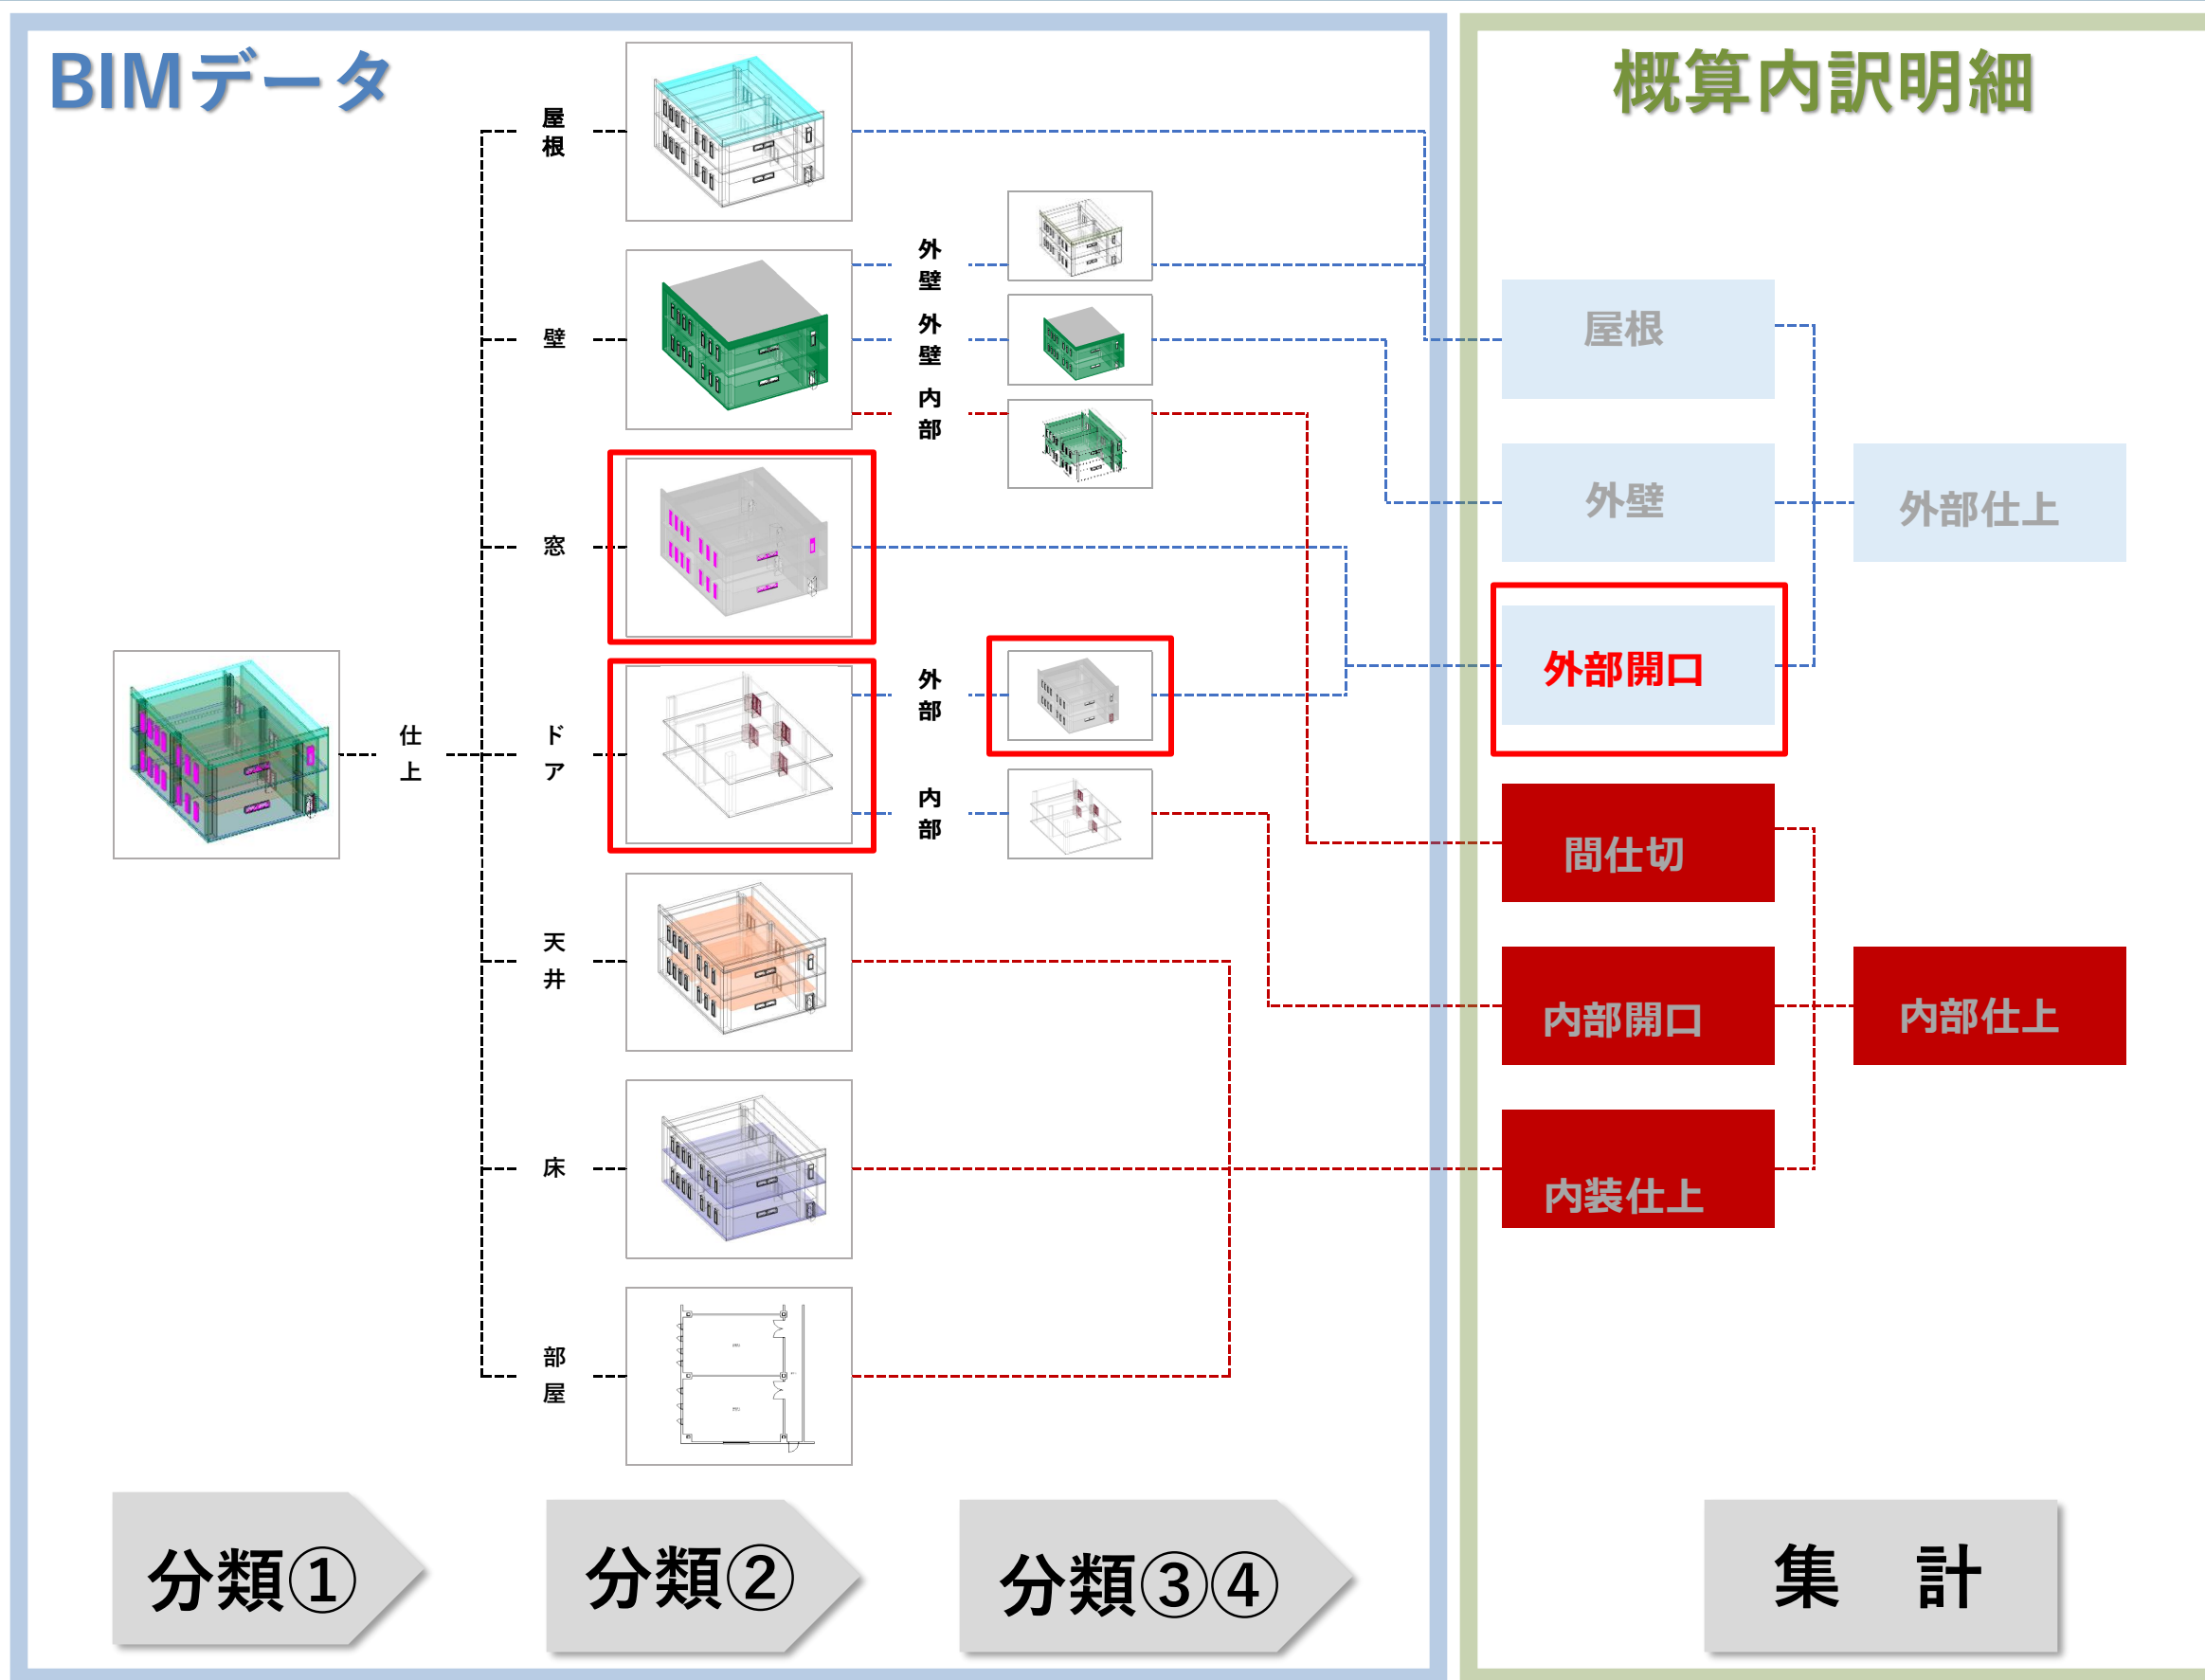 BIMデータ
概算内訳明細
屋根
壁
窓
仕上
ドア
天井
床
部屋
外壁
外壁
内部
外部
内部
屋根
外壁
外部仕上
外部開口
間仕切
内部開口
内部仕上
内装仕上
分類①
分類②
分類③④
集 計